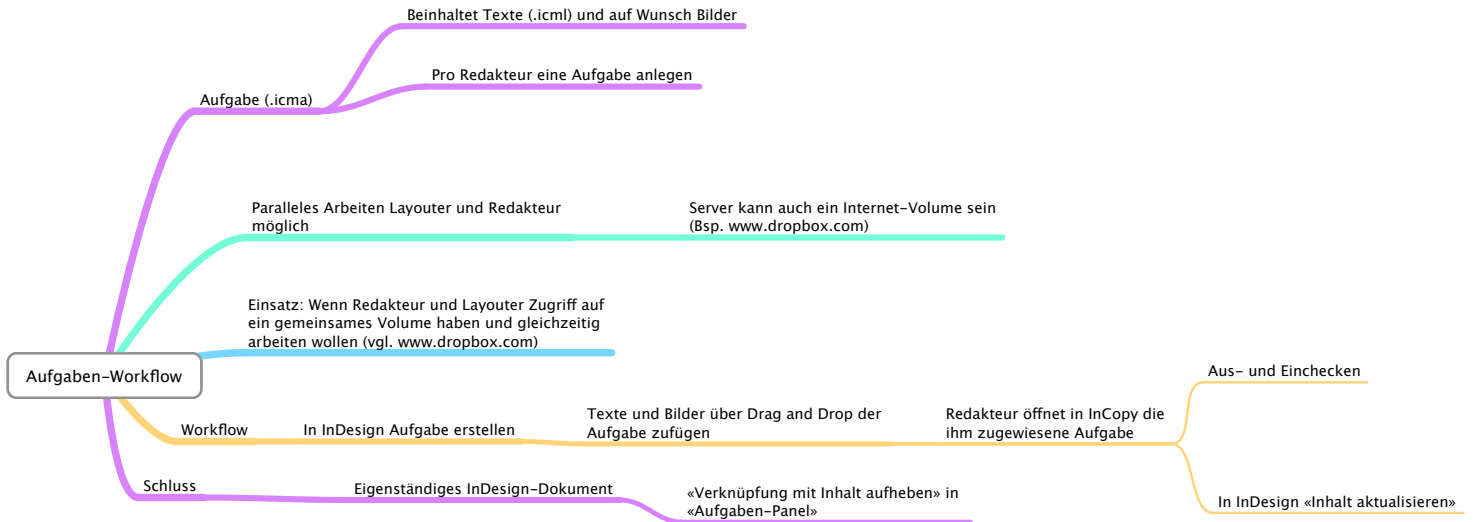 Beinhaltet Texte (.icml) und auf Wunsch Bilder
Pro Redakteur eine Aufgabe anlegen
Aufgabe (.icma)
Paralleles Arbeiten Layouter und Redakteur
möglich
Server kann auch ein Internet-Volume sein
(Bsp. www.dropbox.com)
Einsatz: Wenn Redakteur und Layouter Zugriff auf
ein gemeinsames Volume haben und gleichzeitig
arbeiten wollen (vgl. www.dropbox.com)
Aufgaben-Workflow
Workflow
In InDesign Aufgabe erstellen
Texte und Bilder über Drag and Drop der
Aufgabe zufügen
Redakteur öffnet in InCopy die
ihm zugewiesene Aufgabe
Aus- und Einchecken
In InDesign «Inhalt aktualisieren»
Schluss
Eigenständiges InDesign-Dokument
«Verknüpfung mit Inhalt aufheben» in
«Aufgaben-Panel»